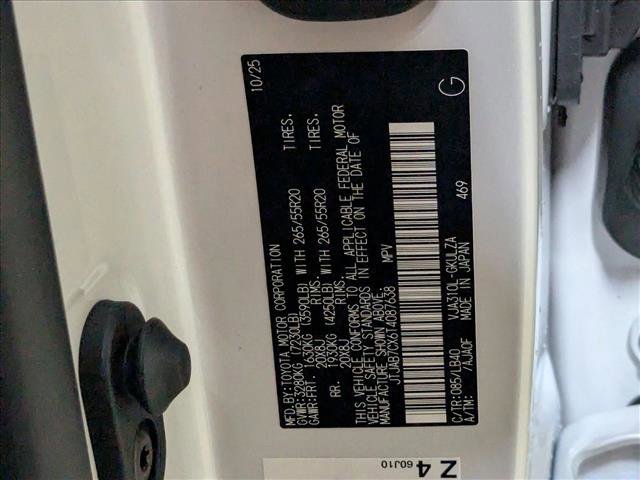 MFD.BY:TOYOTA MOTOR CORPORATION 10/25
GVWR:3280KG (7230LB)
GAWR:FRT. 1630KG (3590LB) WITH 265/55R20 TIRES.
20X8J RIMS.
RR. 1930KG (4250LB) WITH 265/55R20 TIRES.
20X8J RIMS.
THIS VEHICLE CONFORMS TO ALL APPLICABLE FEDERAL MOTOR
VEHICLE SAFETY STANDARDS IN EFFECT ON THE DATE OF
MANUFACTURE SHOWN ABOVE.
JTJAB7CX6T4087638 MPV
C/TR:085/LB40 VJA310L-GKULZA 469
A/TM: /AJA0F MADE IN JAPAN
G
Z 4
60J10